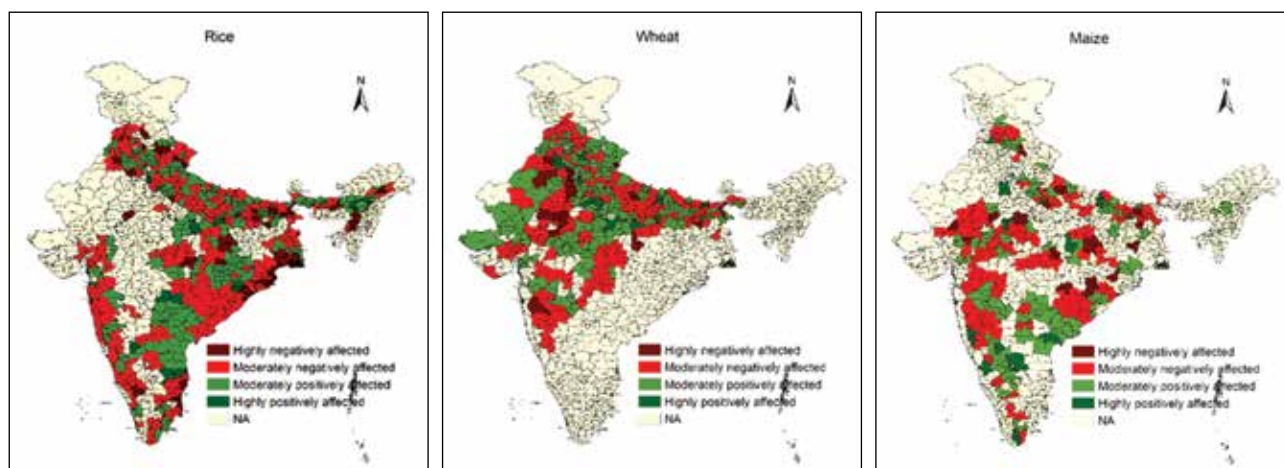 Rice
N
Highly negatively affected
Moderately negatively affected
Moderately positively affected
Highly positively affected
NA
Wheat
N
Highly negatively affected
Moderately negatively affected
Moderately positively affected
Highly positively affected
NA
Maize
N
Highly negatively affected
Moderately negatively affected
Moderately positively affected
Highly positively affected
NA